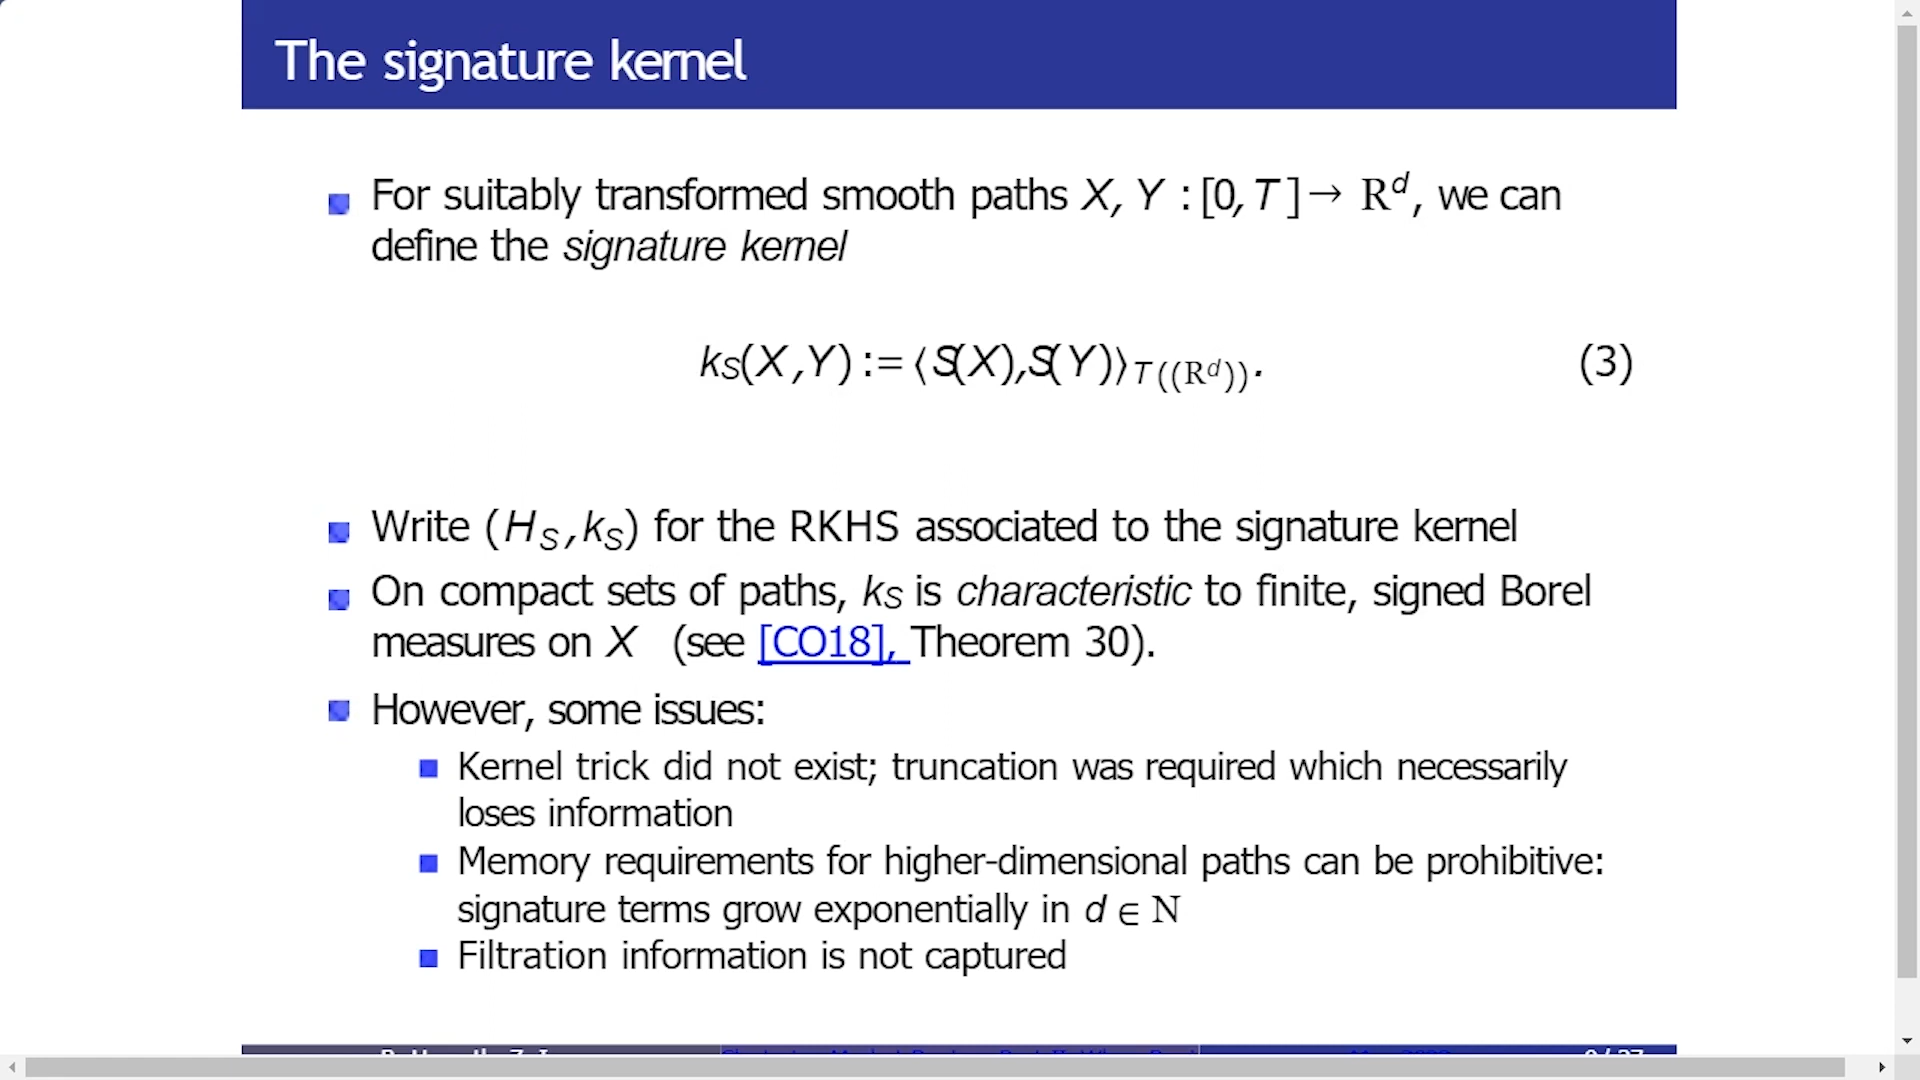 The signature kernel
For suitably transformed smooth paths X, Y : [0, T] → ℝᵈ, we can
define the signature kernel
k_S(X, Y) := ⟨S(X), S(Y)⟩_T((ℝᵈ)). (3)
Write (H_S, k_S) for the RKHS associated to the signature kernel
On compact sets of paths, k_S is characteristic to finite, signed Borel
measures on X (see [CO18], Theorem 30).
However, some issues:
Kernel trick did not exist; truncation was required which necessarily
loses information
Memory requirements for higher-dimensional paths can be prohibitive:
signature terms grow exponentially in d ∈ ℕ
Filtration information is not captured